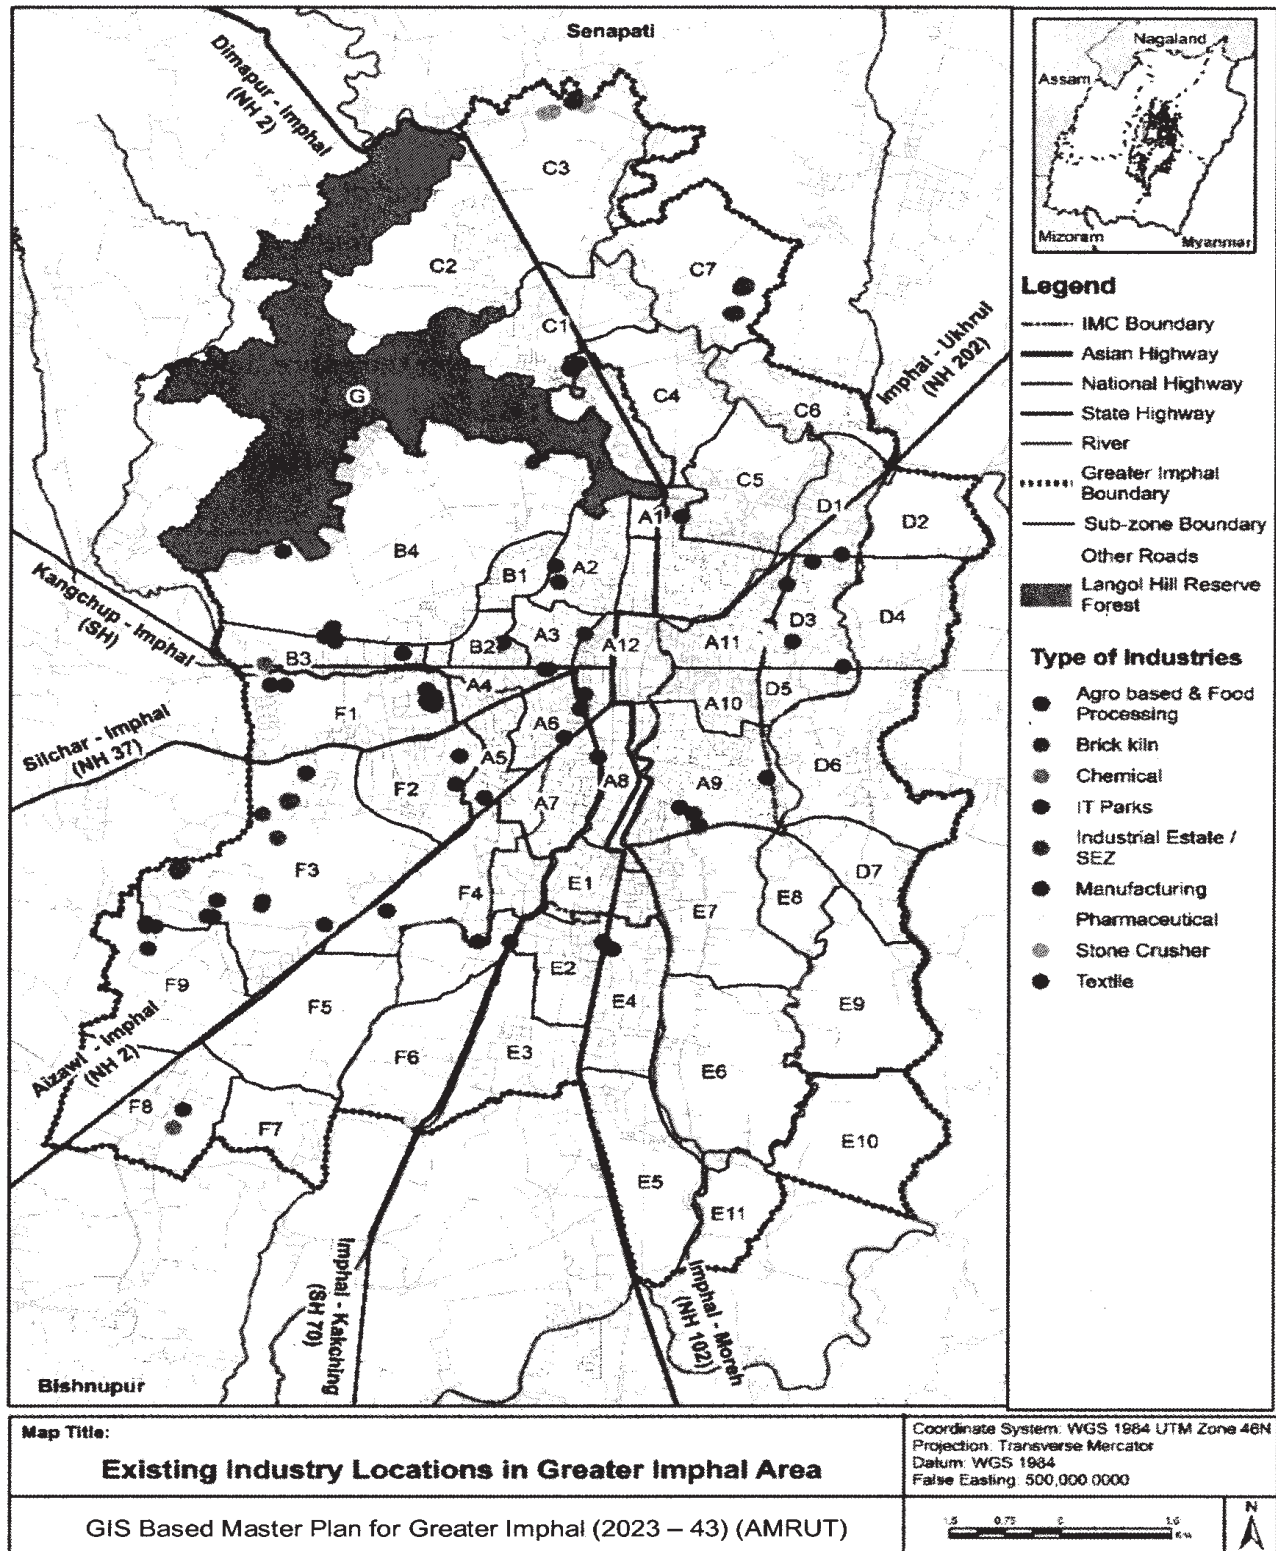 Senapati
Dimapur - Imphal
(NH 2)
Nagaland
Assam
Mizoram
Myanmar
C3
C2
C7
C1
G
C4
C6
Imphal - Ukhrul
(NH 202)
C5
A1
D1
D2
B4
Kangchup - Imphal
(SH)
B1
A2
D3
D4
B3
B2
A3
A12
A11
A4
D5
F1
A6
A10
Silchar - Imphal
(NH 37)
A5
F2
A7
A8
A9
D6
F3
F4
E1
E7
E8
D7
F9
F5
E2
E4
E9
Aizawl - Imphal
(NH 2)
F6
E3
E6
F8
F7
E10
E5
E11
Imphal - Kakching
(SH 70)
Imphal - Moreh
(NH 102))
Bishnupur
Legend
IMC Boundary
Asian Highway
National Highway
State Highway
River
Greater Imphal
Boundary
Sub-zone Boundary
Other Roads
Langol Hill Reserve
Forest
Type of Industries
Agro based & Food
Processing
Brick kiln
Chemical
IT Parks
Industrial Estate /
SEZ
Manufacturing
Pharmaceutical
Stone Crusher
Textile
Map Title:
Existing Industry Locations in Greater Imphal Area
GIS Based Master Plan for Greater Imphal (2023 – 43) (AMRUT)
Coordinate System: WGS 1984 UTM Zone 46N
Projection: Transverse Mercator
Datum: WGS 1984
False Easting: 500,000.0000
1.5 0.75 0 1.5
Km
N